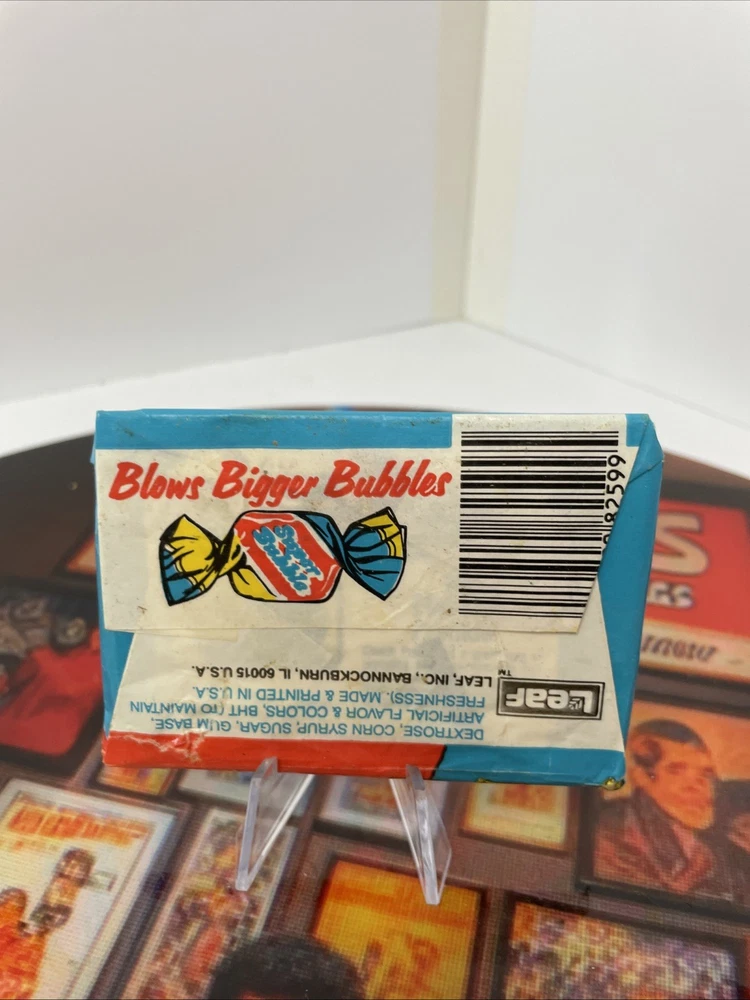 Blows Bigger Bubbles
Super
Bubble
82599
Leaf
LEAF, INC., BANNOCKBURN, IL 60015 U.S.A.
™
DEXTROSE, CORN SYRUP, SUGAR, GUM BASE,
ARTIFICIAL FLAVOR & COLORS, BHT (TO MAINTAIN
FRESHNESS). MADE & PRINTED IN U.S.A.